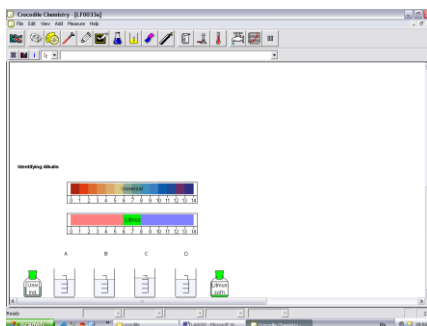 Crocodile Chemistry - [LF0033a]
File Edit View Add Measure Help
Identifying Alkalis
Universal
0 1 2 3 4 5 6 7 8 9 10 11 12 13 14
Litmus
0 1 2 3 4 5 6 7 8 9 10 11 12 13 14
A B C D
Univ
Ind.
Litmus
soln
Ready